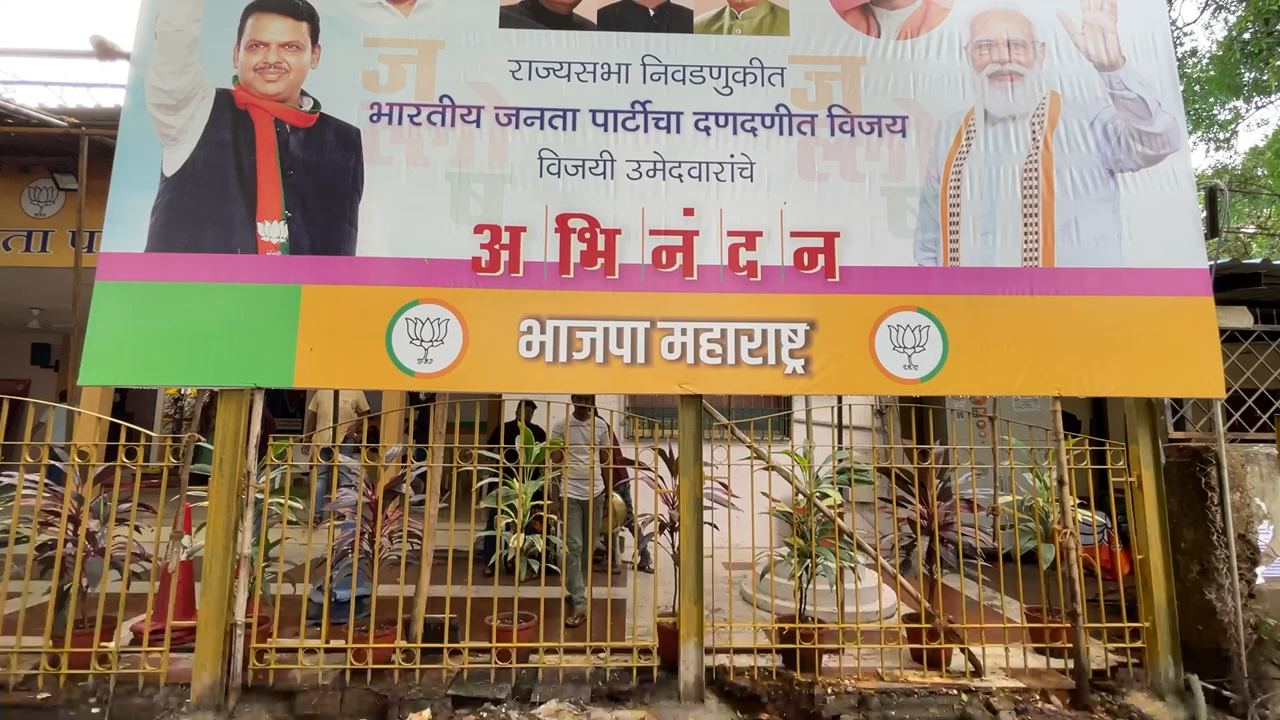 ज ज
ल्लो ल्लो
ष ष
राज्यसभा निवडणुकीत
भारतीय जनता पार्टीचा दणदणीत विजय
विजयी उमेदवारांचे
अभिनंदन
भाजपा महाराष्ट्र
ता प